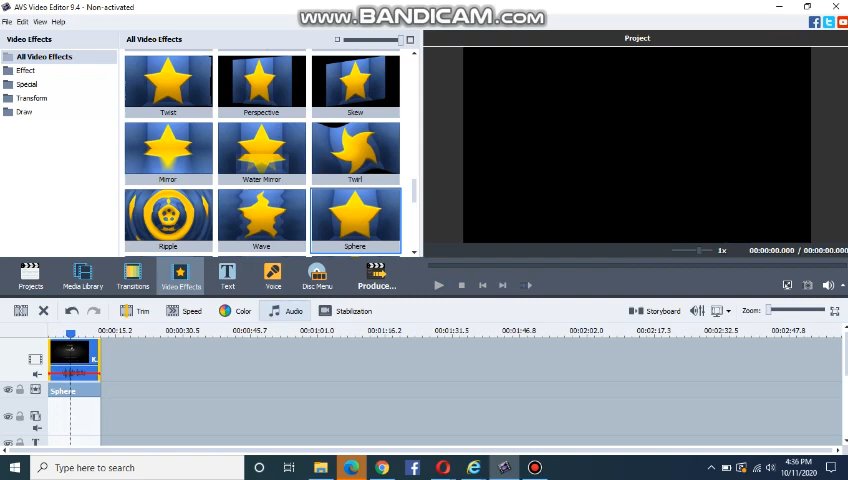 AVS Video Editor 9.4 - Non-activated
www.BANDICAM.com
File Edit View Help
Video Effects
All Video Effects
Project
All Video Effects
Effect
Special
Transform
Draw
Twist
Perspective
Skew
Mirror
Water Mirror
Twirl
Ripple
Wave
Sphere
1x
00:00:00.000 / 00:00:00.000
Projects
Media Library
Transitions
Video Effects
Text
Voice
Disc Menu
Produce...
Trim
Speed
Color
Audio
Stabilization
Storyboard
Zoom:
00:00:15.2 00:00:30.5 00:00:45.7 00:01:01.0 00:01:16.2 00:01:31.5 00:01:46.8 00:02:02.0 00:02:17.3 00:02:32.5 00:02:47.8
K.
Sphere
T
Type here to search
4:36 PM
10/11/2020